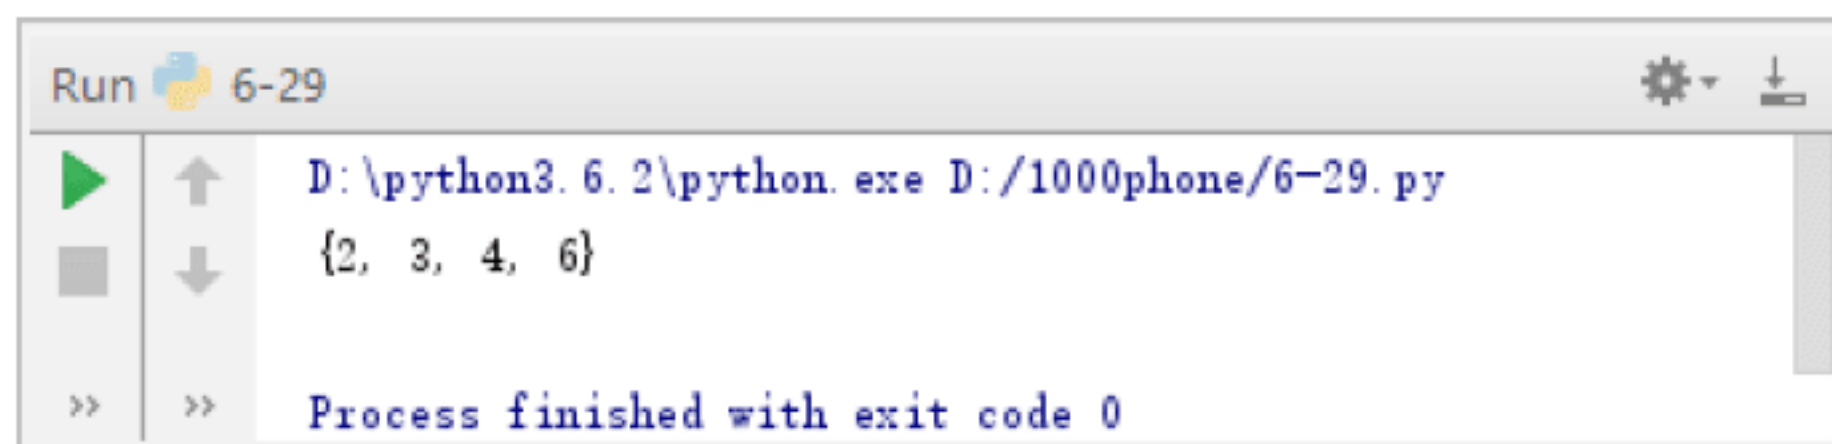 Run 6-29
D:\python3.6.2\python.exe D:/1000phone/6-29.py
{2, 3, 4, 6}
Process finished with exit code 0